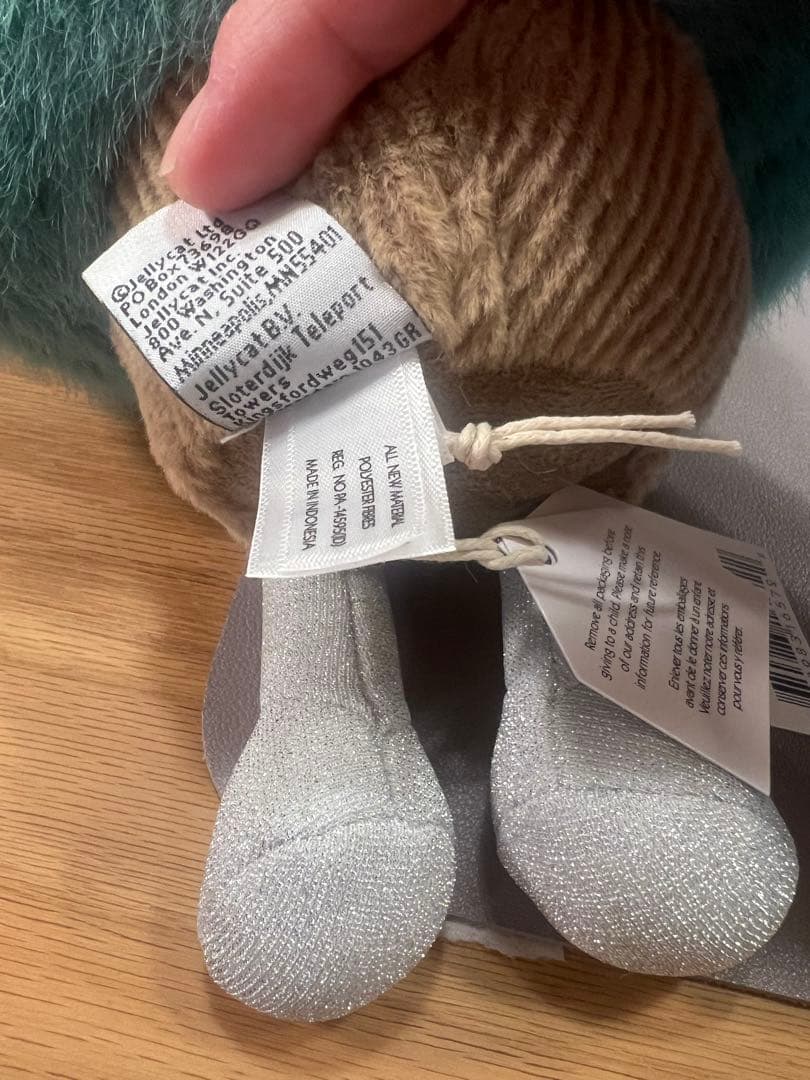 ©Jellycat Ltd
PO Box 73698
London W122GQ
Jellycat Inc.
800 Washington
Ave N, Suite 500
Minneapolis,MN55401
Jellycat B.V.
Sloterdijk Teleport
Towers
Kingsfordweg151
1043GR
ALL NEW MATERIAL
POLYESTER FIBRES
REG. NO PA-14595(ID)
MADE IN INDONESIA
Remove all packaging before
giving to a child. Please make a note
of our address and retain this
information for future reference.
Enlever tous les emballages
avant de le donner à un enfant.
Veuillez noter notre adresse et
conserver ces informations
pour vous y référer.